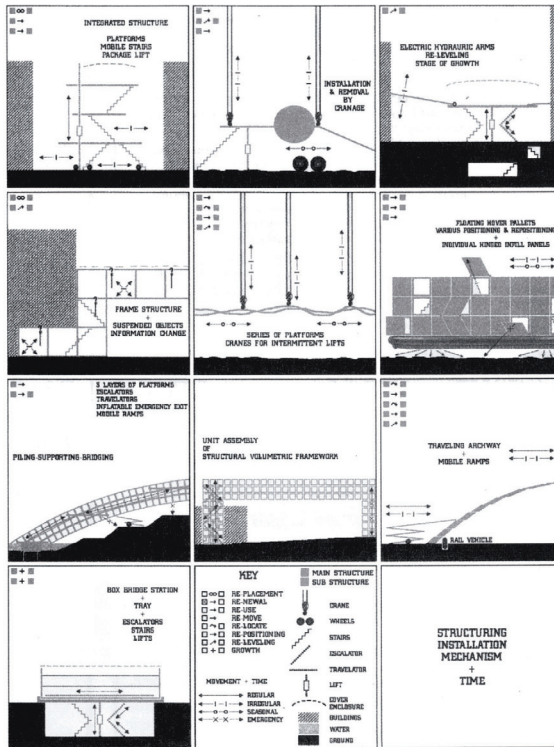 INTEGRATED STRUCTURE
PLATFORMS
MOBILE STAIRS
PACKAGE LIFT
INSTALLATION
& REMOVAL
BY
CRANAGE
ELECTRIC HYDRAURIC ARMS
RE-LEVELING
STAGE OF GROWTH
FRAME STRUCTURE
+
SUSPENDED OBJECTS
INFORMATION CHANGE
SERIES OF PLATFORMS
CRANES FOR INTERMITTENT LIFTS
FLOATING HOVER PALLETS
VARIOUS POSITIONING & REPOSITIONING
+
INDIVIDUAL HINGED INFILL PANELS
3 LAYERS OF PLATFORMS
ESCALATORS
TRAVELATORS
INFLATABLE EMERGENCY EXIT
MOBILE RAMPS
PILING-SUPPORTING-BRIDGING
UNIT ASSEMBLY
OF
STRUCTURAL VOLUMETRIC FRAMEWORK
TRAVELING ARCHWAY
+
MOBILE RAMPS
RAIL VEHICLE
BOX BRIDGE STATION
+
TRAY
+
ESCALATORS
STAIRS
LIFTS
KEY
RE-PLACEMENT
RE-NEWAL
RE-USE
RE-MOVE
RE-LOCATE
RE-POSITIONING
RE-LEVELING
GROWTH
MOVEMENT + TIME
REGULAR
IRREGULAR
SEASONAL
EMERGENCY
MAIN STRUCTURE
SUB STRUCTURE
CRANE
WHEELS
STAIRS
ESCALATOR
TRAVELATOR
LIFT
COVER
ENCLOSURE
BUILDINGS
WATER
GROUND
STRUCTURING
INSTALLATION
MECHANISM
+
TIME